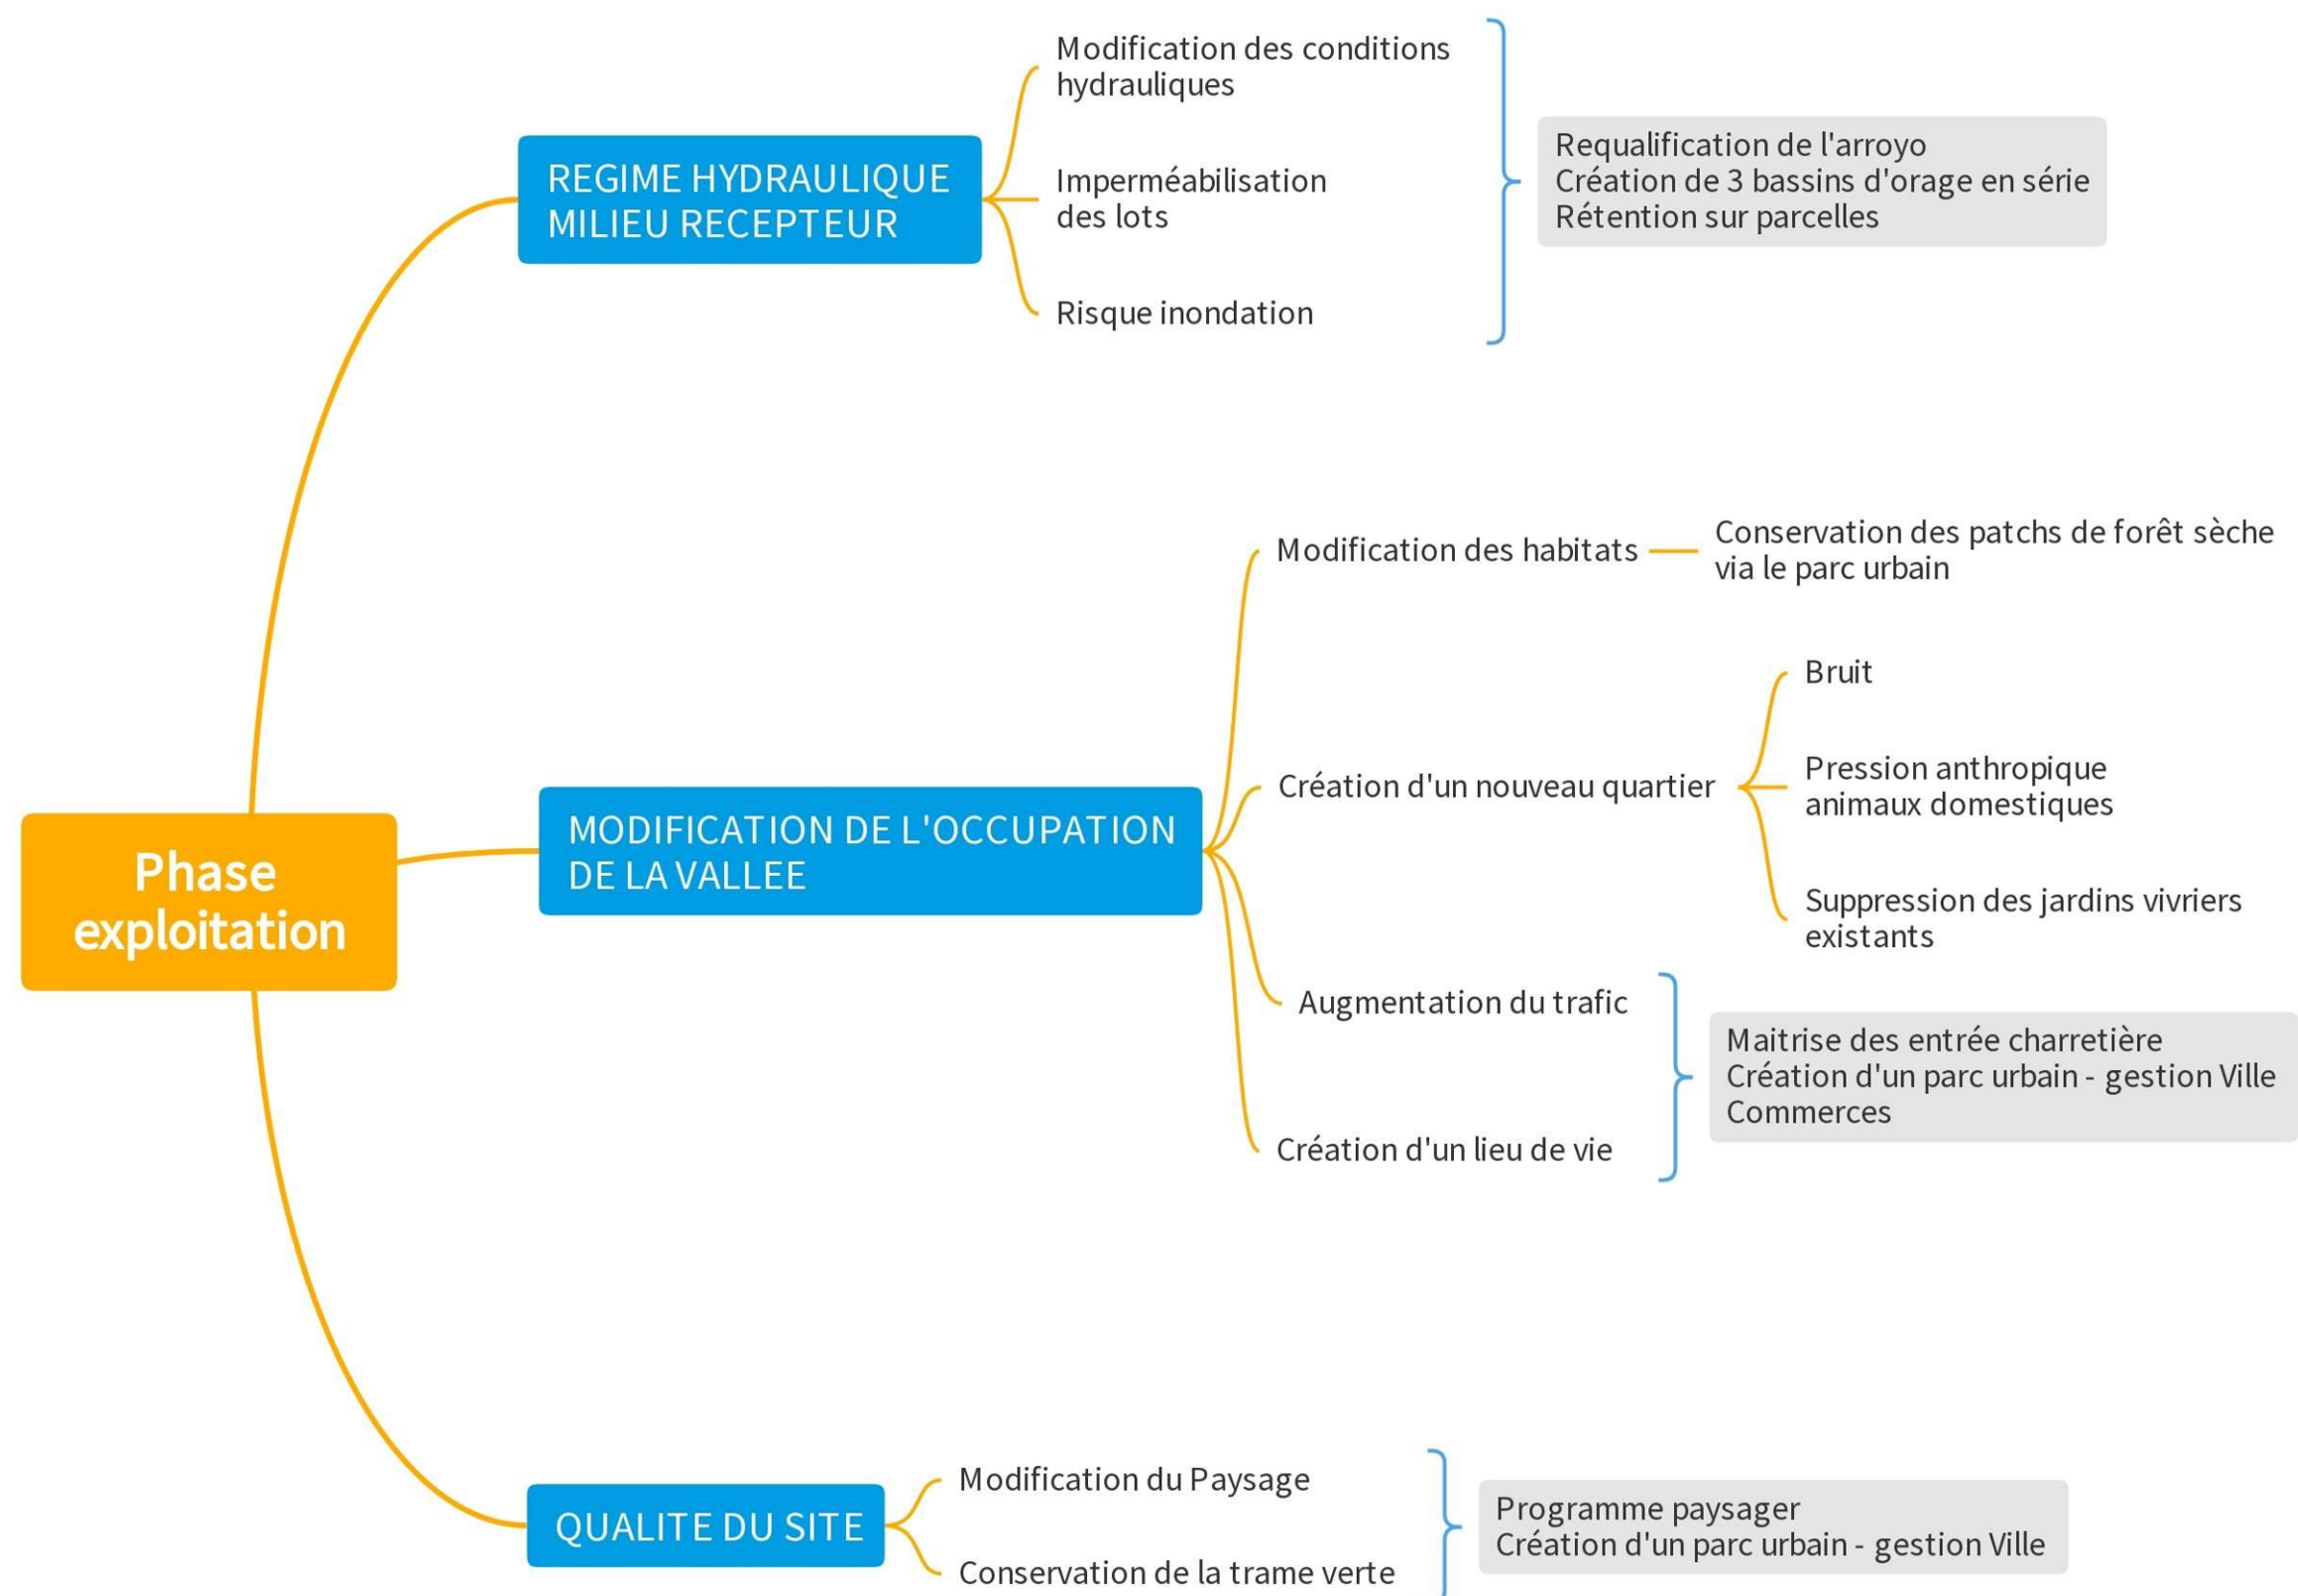 Phase
exploitation
REGIME HYDRAULIQUE
MILIEU RECEPTEUR
Modification des conditions
hydrauliques
Imperméabilisation
des lots
Risque inondation
Requalification de l'arroyo
Création de 3 bassins d'orage en série
Rétention sur parcelles
MODIFICATION DE L'OCCUPATION
DE LA VALLEE
Modification des habitats
Conservation des patchs de forêt sèche
via le parc urbain
Création d'un nouveau quartier
Bruit
Pression anthropique
animaux domestiques
Suppression des jardins vivriers
existants
Augmentation du trafic
Création d'un lieu de vie
Maitrise des entrée charretière
Création d'un parc urbain - gestion Ville
Commerces
QUALITE DU SITE
Modification du Paysage
Conservation de la trame verte
Programme paysager
Création d'un parc urbain - gestion Ville